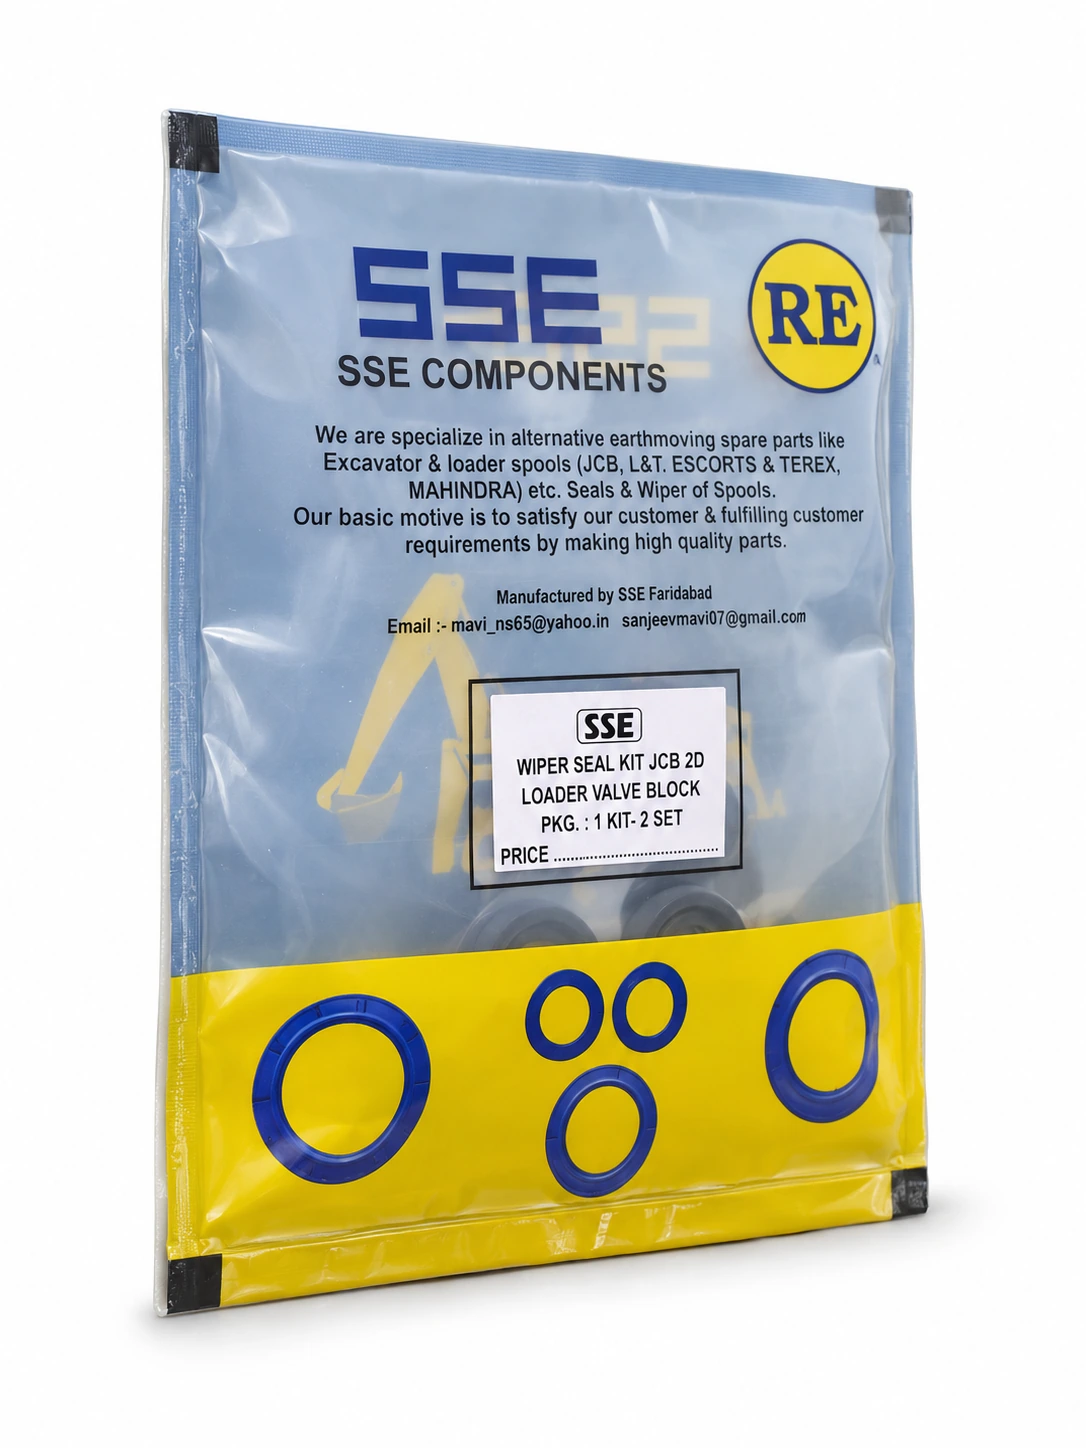 SSE
RE
SSE COMPONENTS
We are specialize in alternative earthmoving spare parts like
Excavator & loader spools (JCB, L&T. ESCORTS & TEREX,
MAHINDRA) etc. Seals & Wiper of Spools.
Our basic motive is to satisfy our customer & fulfilling customer
requirements by making high quality parts.
Manufactured by SSE Faridabad
Email :- mavi_ns65@yahoo.in sanjeevmavi07@gmail.com
SSE
WIPER SEAL KIT JCB 2D
LOADER VALVE BLOCK
PKG. : 1 KIT- 2 SET
PRICE ..........................................